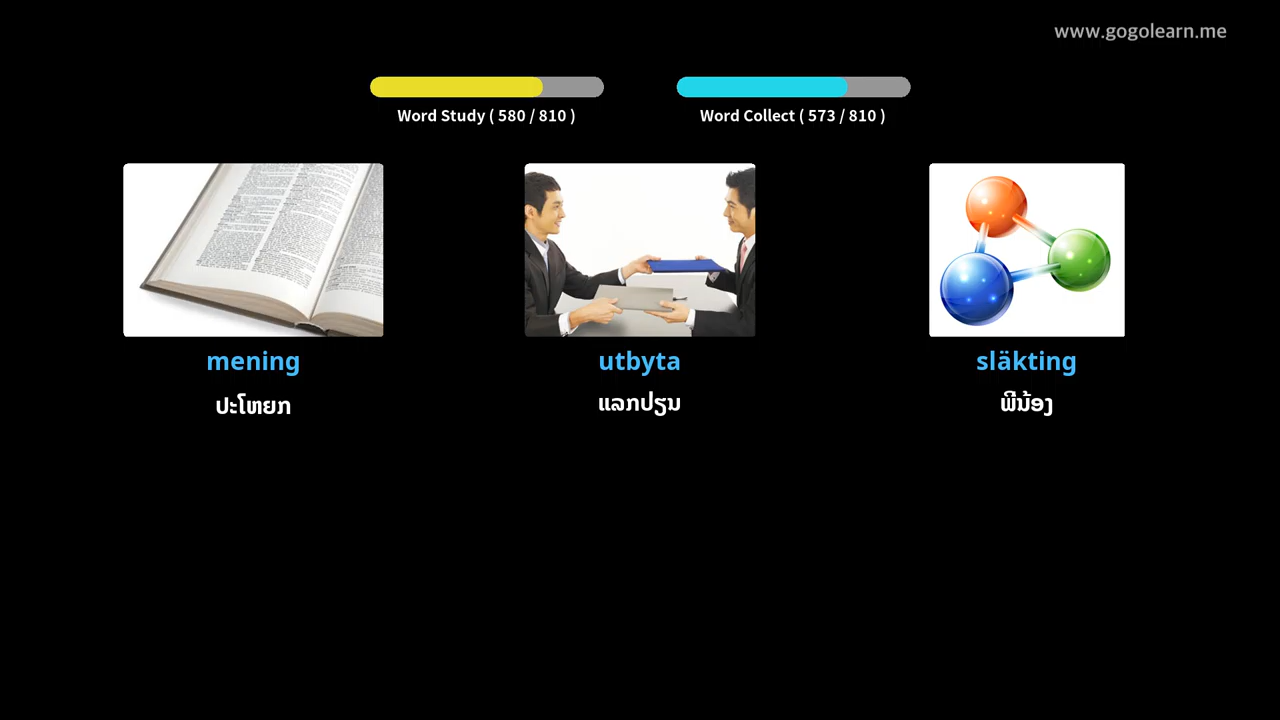 www.gogolearn.me
Word Study ( 580 / 810 )
Word Collect ( 573 / 810 )
mening
utbyta
släkting
ປະໂຫຍກ
ແລກປຽນ
ພີນ້ອງ